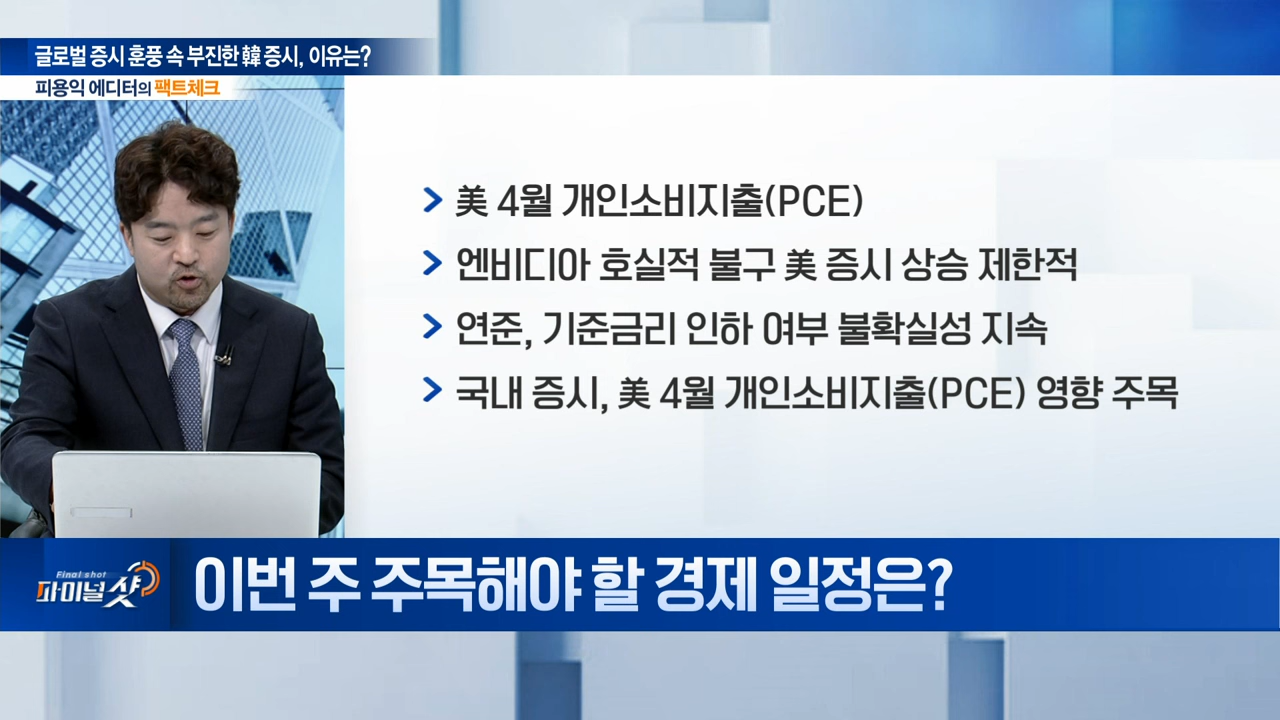 글로벌 증시 훈풍 속 부진한 韓 증시, 이유는?
피용익 에디터의 팩트체크
> 美 4월 개인소비지출(PCE)
> 엔비디아 호실적 불구 美 증시 상승 제한적
> 연준, 기준금리 인하 여부 불확실성 지속
> 국내 증시, 美 4월 개인소비지출(PCE) 영향 주목
Final shot
파이널 샷
이번 주 주목해야 할 경제 일정은?